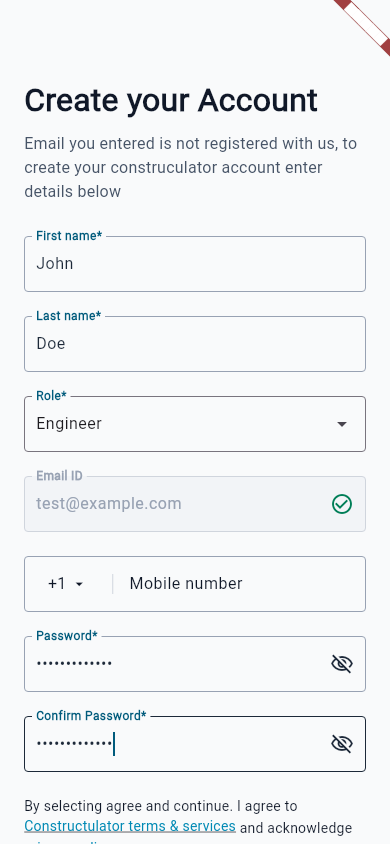 Create your Account
Email you entered is not registered with us, to
create your construculator account enter
details below
First name*
John
Last name*
Doe
Role*
Engineer
Email ID
test@example.com
+1 Mobile number
Password*
•••••••••••••
Confirm Password*
•••••••••••••
By selecting agree and continue. I agree to
Constructulator terms & services and acknowledge